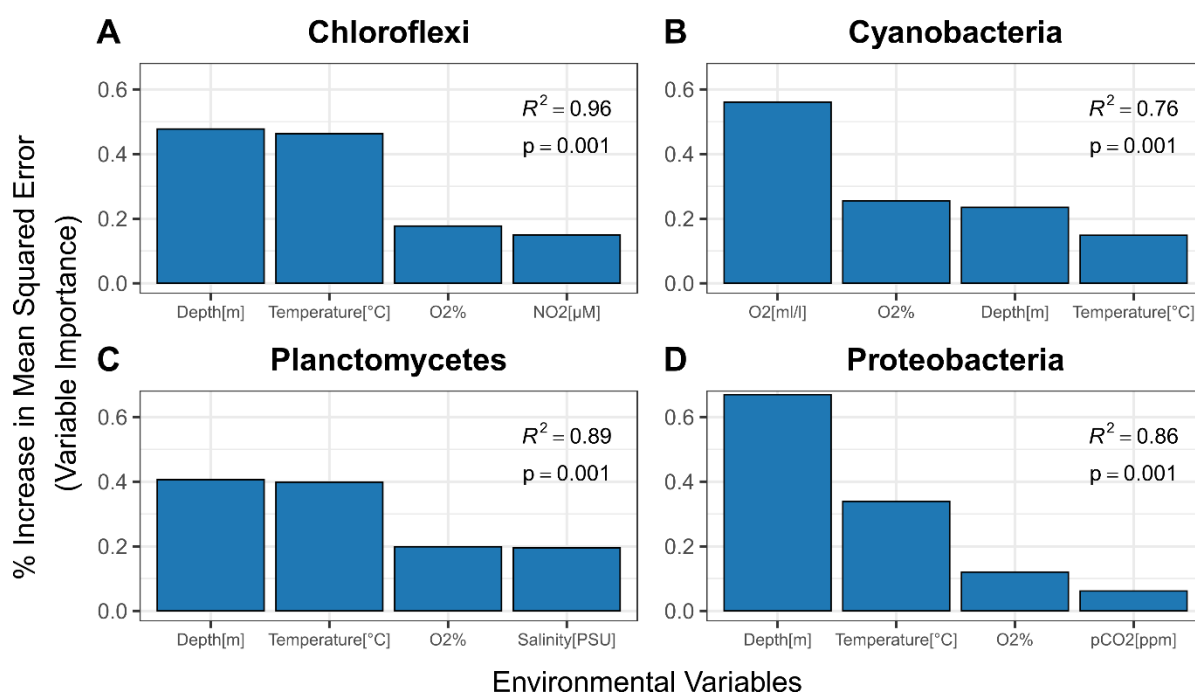 A Chloroflexi
0.6
0.4
0.2
0.0
R² = 0.96
p = 0.001
Depth[m] Temperature[°C] O2% NO2[µM]
B Cyanobacteria
0.6
0.4
0.2
0.0
R² = 0.76
p = 0.001
O2[ml/l] O2% Depth[m] Temperature[°C]
C Planctomycetes
0.6
0.4
0.2
0.0
R² = 0.89
p = 0.001
Depth[m] Temperature[°C] O2% Salinity[PSU]
D Proteobacteria
0.6
0.4
0.2
0.0
R² = 0.86
p = 0.001
Depth[m] Temperature[°C] O2% pCO2[ppm]
% Increase in Mean Squared Error
(Variable Importance)
Environmental Variables